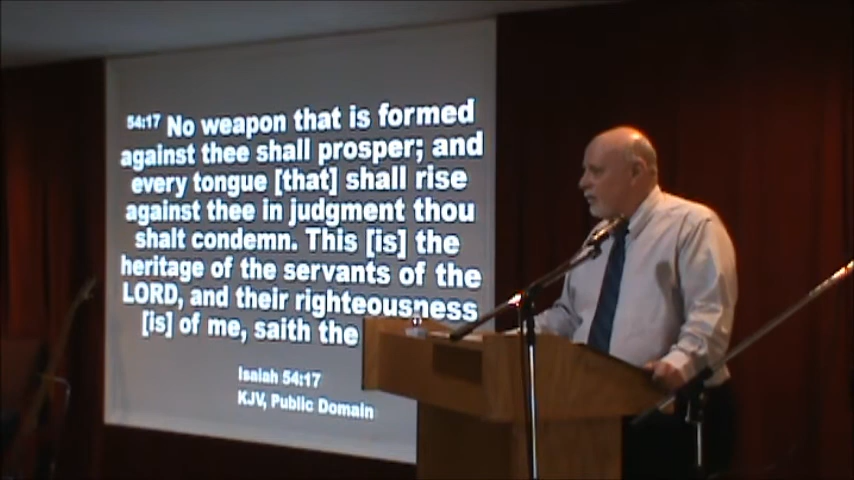 54:17 No weapon that is formed
against thee shall prosper; and
every tongue [that] shall rise
against thee in judgment thou
shalt condemn. This [is] the
heritage of the servants of the
LORD, and their righteousness
[is] of me, saith the
Isaiah 54:17
KJV, Public Domain